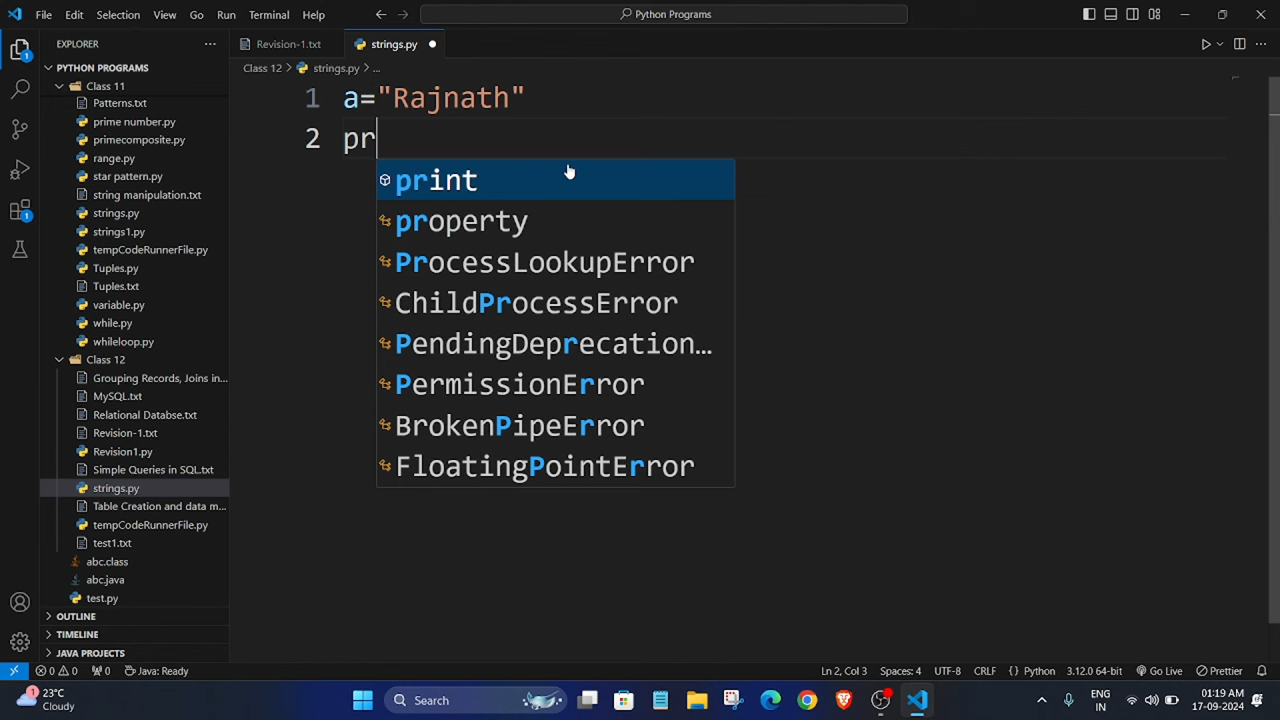 File Edit Selection View Go Run Terminal Help Python Programs
EXPLORER
Revision-1.txt
strings.py
PYTHON PROGRAMS
Class 12 strings.py ...
Class 11
Patterns.txt
prime number.py
primecomposite.py
range.py
star pattern.py
string manipulation.txt
strings.py
strings1.py
tempCodeRunnerFile.py
Tuples.py
Tuples.txt
variable.py
while.py
whileloop.py
Class 12
Grouping Records, Joins in...
MySQL.txt
Relational Databse.txt
Revision-1.txt
Revision1.py
Simple Queries in SQL.txt
strings.py
Table Creation and data m...
tempCodeRunnerFile.py
test1.txt
abc.class
abc.java
test.py
OUTLINE
TIMELINE
JAVA PROJECTS
1 a="Rajnath"
2 pr
print
property
ProcessLookupError
ChildProcessError
PendingDeprecation...
PermissionError
BrokenPipeError
FloatingPointError
1
1
0 0 0 Java: Ready Ln 2, Col 3 Spaces: 4 UTF-8 CRLF {} Python 3.12.0 64-bit Go Live Prettier
1
23°C
Cloudy
Search
ENG
IN
01:19 AM
17-09-2024